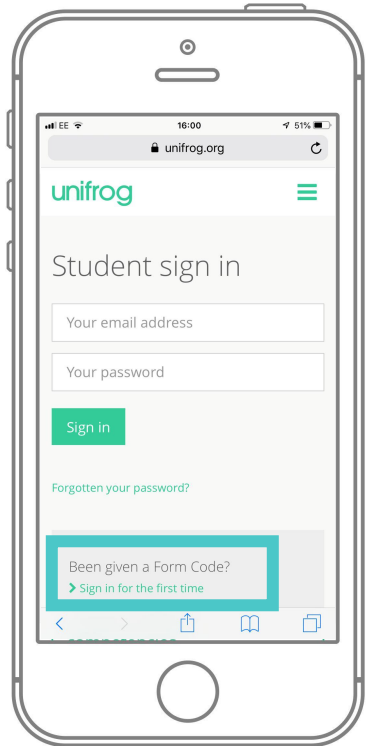 EE 16:00 51%
unifrog.org
unifrog
Student sign in
Your email address
Your password
Sign in
Forgotten your password?
Been given a Form Code?
Sign in for the first time